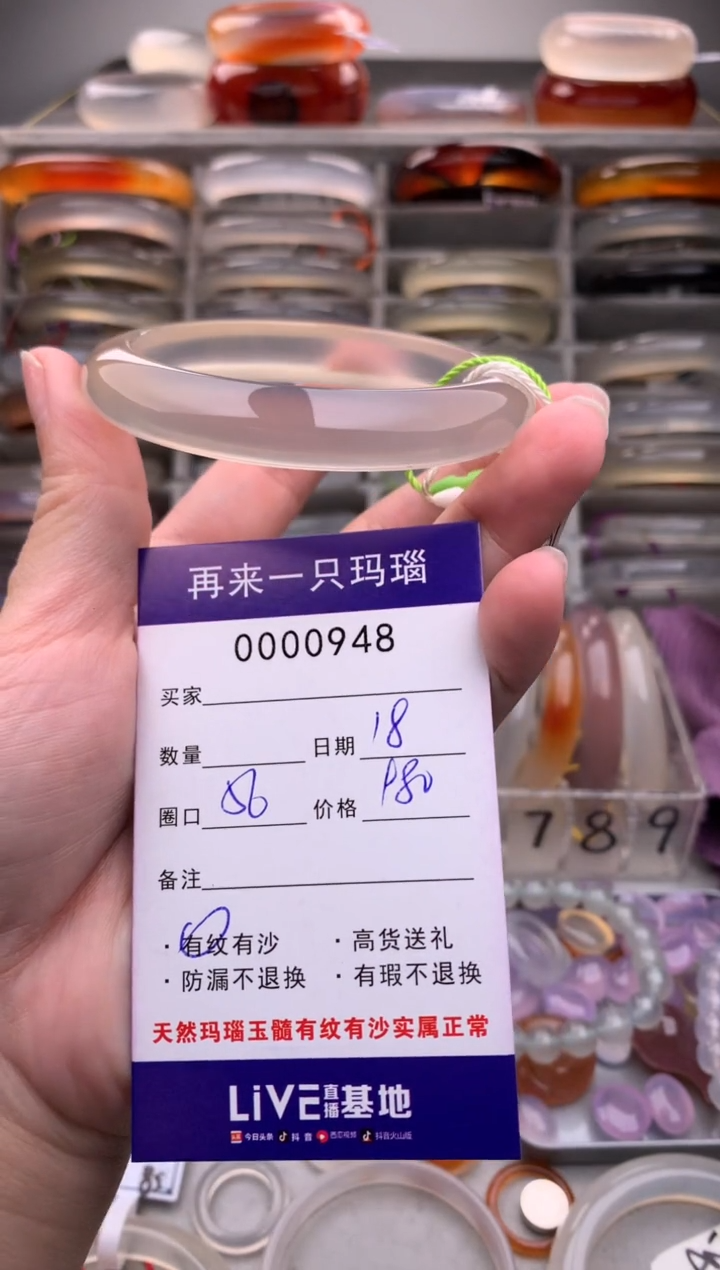 再来一只玛瑙
0000948
买家
数量 日期 18
圈口 56 价格
备注
·有纹有沙 ·高货送礼
·防漏不退换 ·有瑕不退换
天然玛瑙玉髓有纹有沙实属正常
LiVE直播基地
今日头条 抖音 西瓜视频 抖音火山版
7 8 9